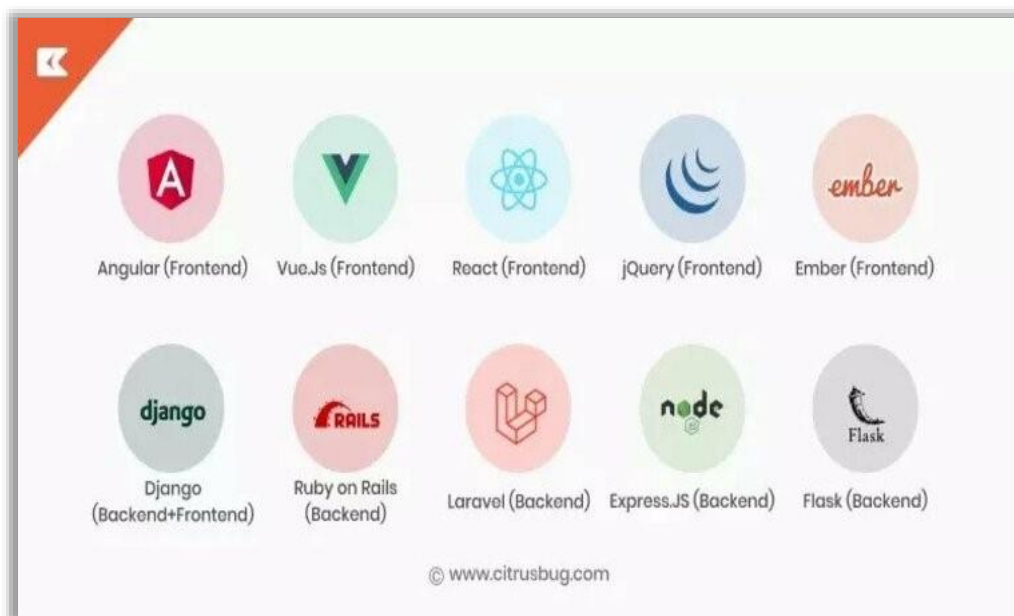 A
ember
Angular (Frontend)
Vue.Js (Frontend)
React (Frontend)
jQuery (Frontend)
Ember (Frontend)
django
RAILS
node
JS
Flask
Django
(Backend+Frontend)
Ruby on Rails
(Backend)
Laravel (Backend)
Express.JS (Backend)
Flask (Backend)
© www.citrusbug.com